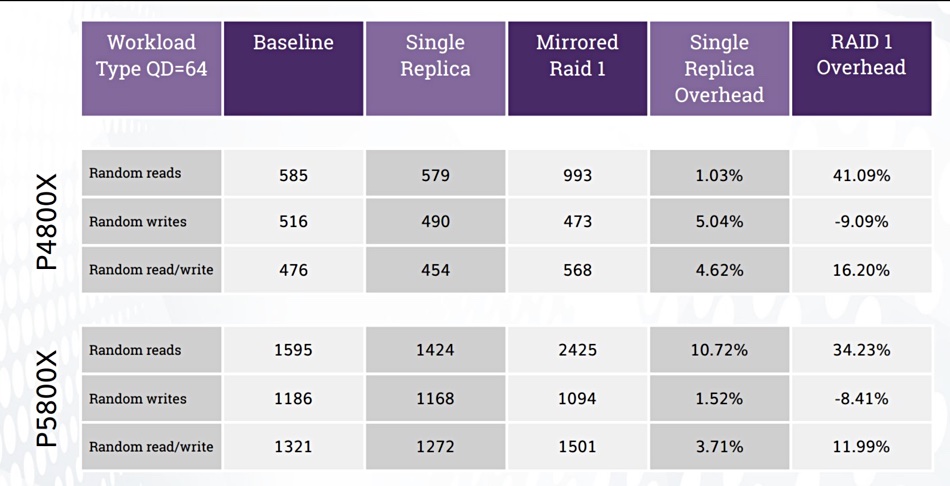 Workload Type QD=64 Baseline Single Replica Mirrored Raid 1 Single Replica Overhead RAID 1 Overhead
P4800X
Random reads 585 579 993 1.03% 41.09%
Random writes 516 490 473 5.04% -9.09%
Random read/write 476 454 568 4.62% 16.20%
P5800X
Random reads 1595 1424 2425 10.72% 34.23%
Random writes 1186 1168 1094 1.52% -8.41%
Random read/write 1321 1272 1501 3.71% 11.99%